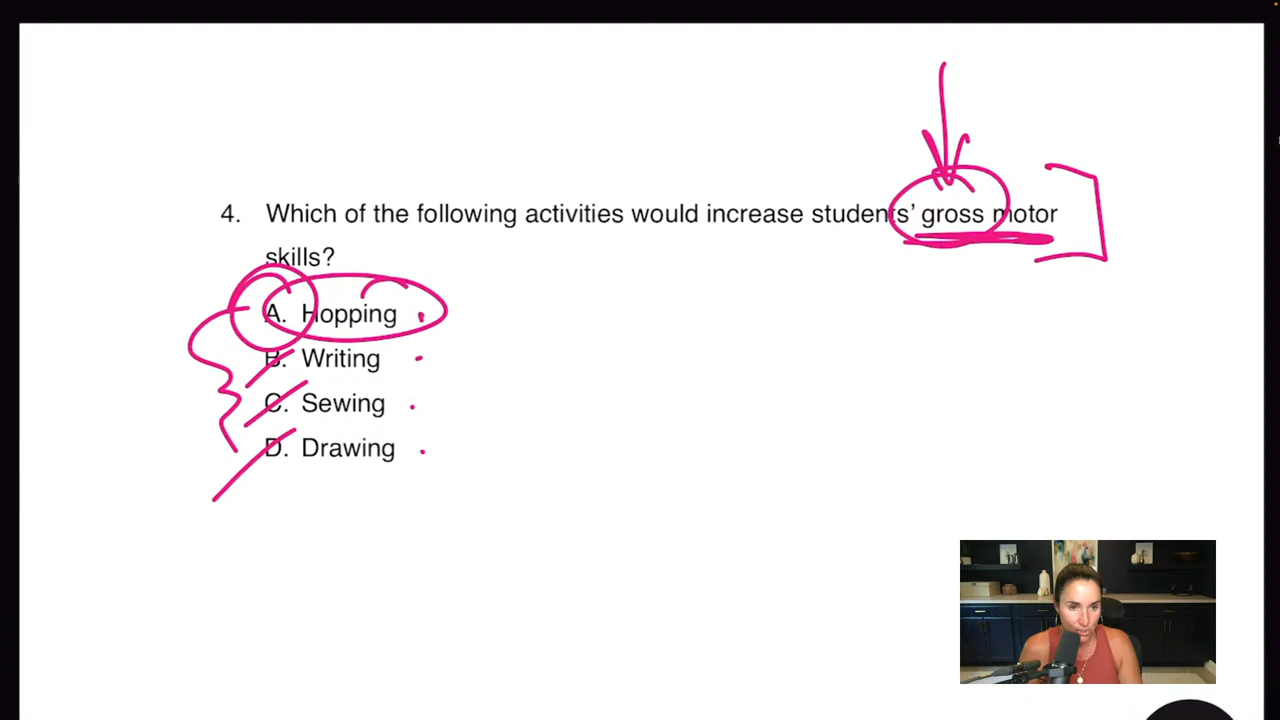 4. Which of the following activities would increase students’ gross motor
skills?
A. Hopping
B. Writing
C. Sewing
D. Drawing